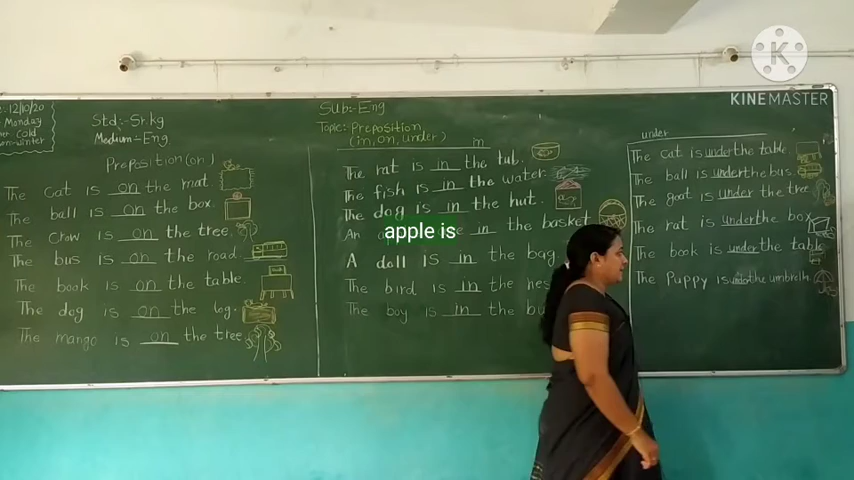 12/10/20
Monday
Cold
winter
Std:- Sr.kg
Medium :- Eng
Sub:- Eng
Topic:- Preposition
(in, on, under)
Preposition (on)
The cat is on the mat.
The ball is on the box.
The crow is on the tree.
The bus is on the road.
The book is on the table.
The dog is on the log.
The mango is on the tree
in
The rat is in the tub.
The fish is in the water.
The dog is in the hut.
An in the basket
apple is
A doll is in the bag.
The bird is in the
The boy is in the
under
The cat is under the table.
The ball is under the bus.
The goat is under the tree
The rat is under the box
The book is under the table
The Puppy is under the umbrella
K
KINEMASTER